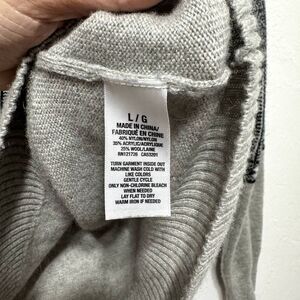 L/G
MADE IN CHINA/
FABRIQUÉ EN CHINE
40% NYLON/NYLON
35% ACRYLIC/ACRYLIQUE
25% WOOL/LAINE
RN121726 CA53201
TURN GARMENT INSIDE OUT
MACHINE WASH COLD WITH
LIKE COLORS
GENTLE CYCLE
ONLY NON-CHLORINE BLEACH
WHEN NEEDED
LAY FLAT TO DRY
WARM IRON IF NEEDED